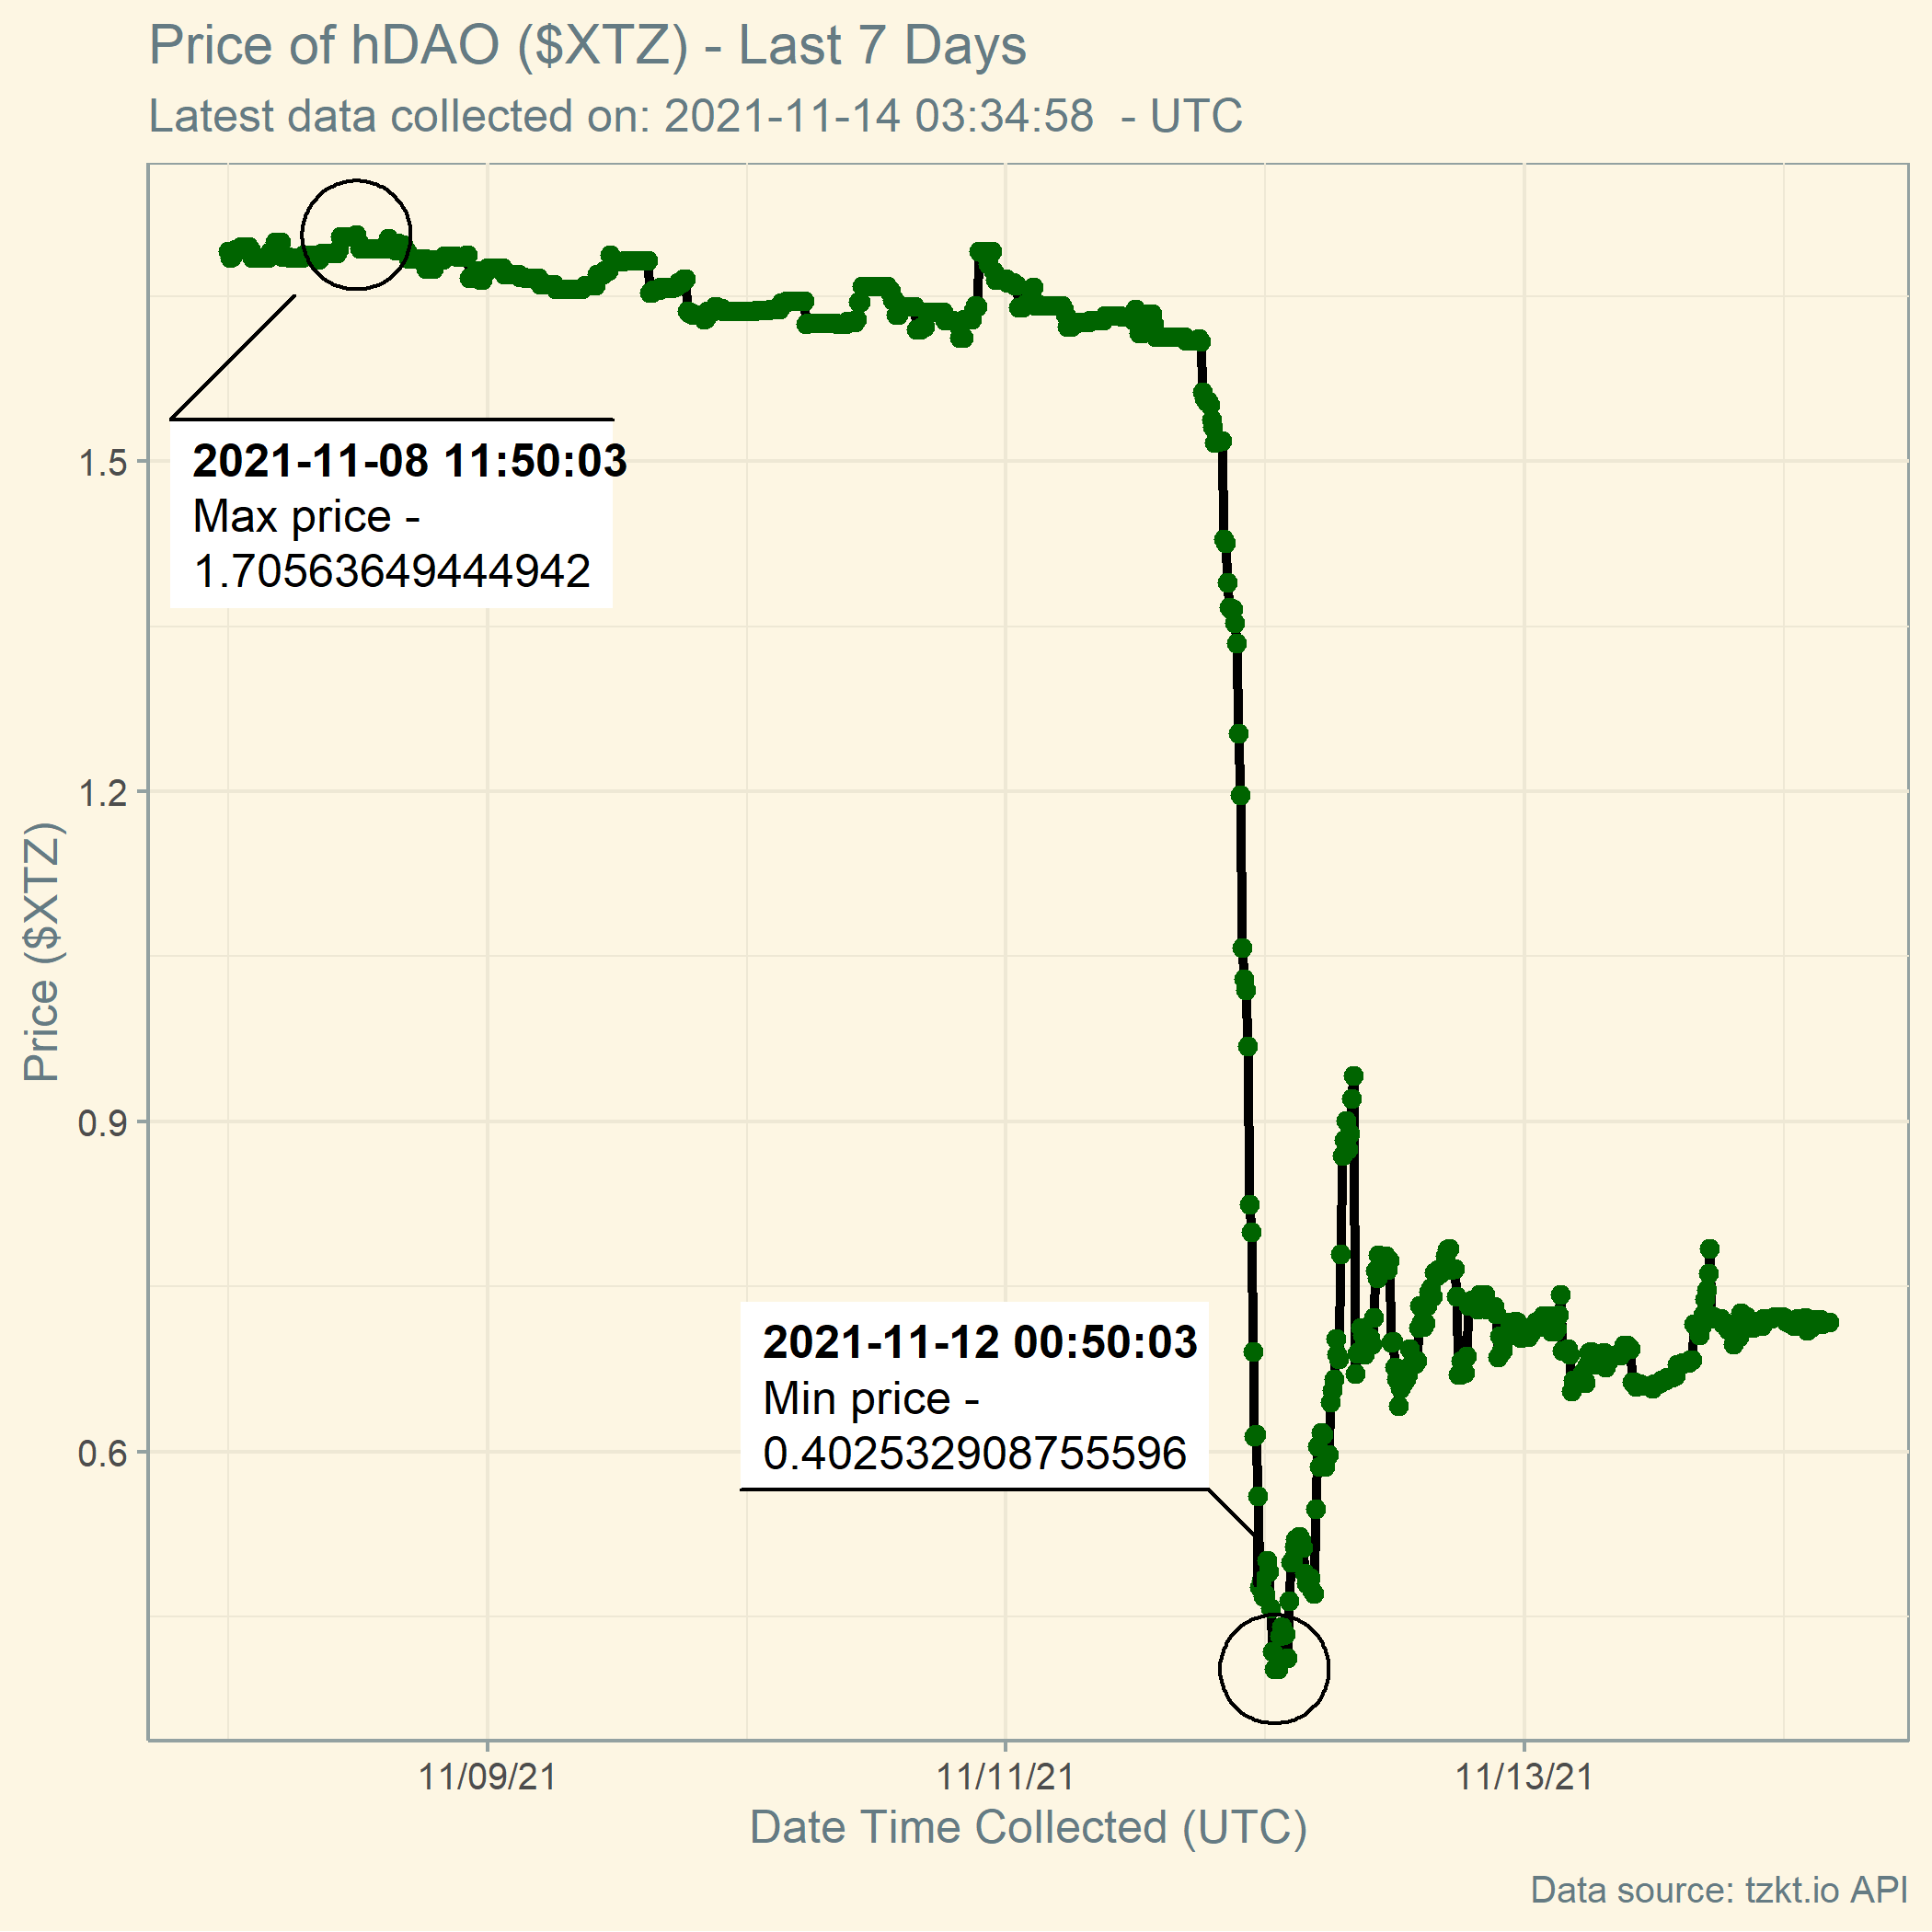 Price of hDAO ($XTZ) - Last 7 Days
Latest data collected on: 2021-11-14 03:34:58  - UTC
2021-11-08 11:50:03
Max price -
1.70563649444942
2021-11-12 00:50:03
Min price -
0.402532908755596
Price ($XTZ)
1.5
1.2
0.9
0.6
11/09/21
11/11/21
11/13/21
Date Time Collected (UTC)
Data source: tzkt.io API